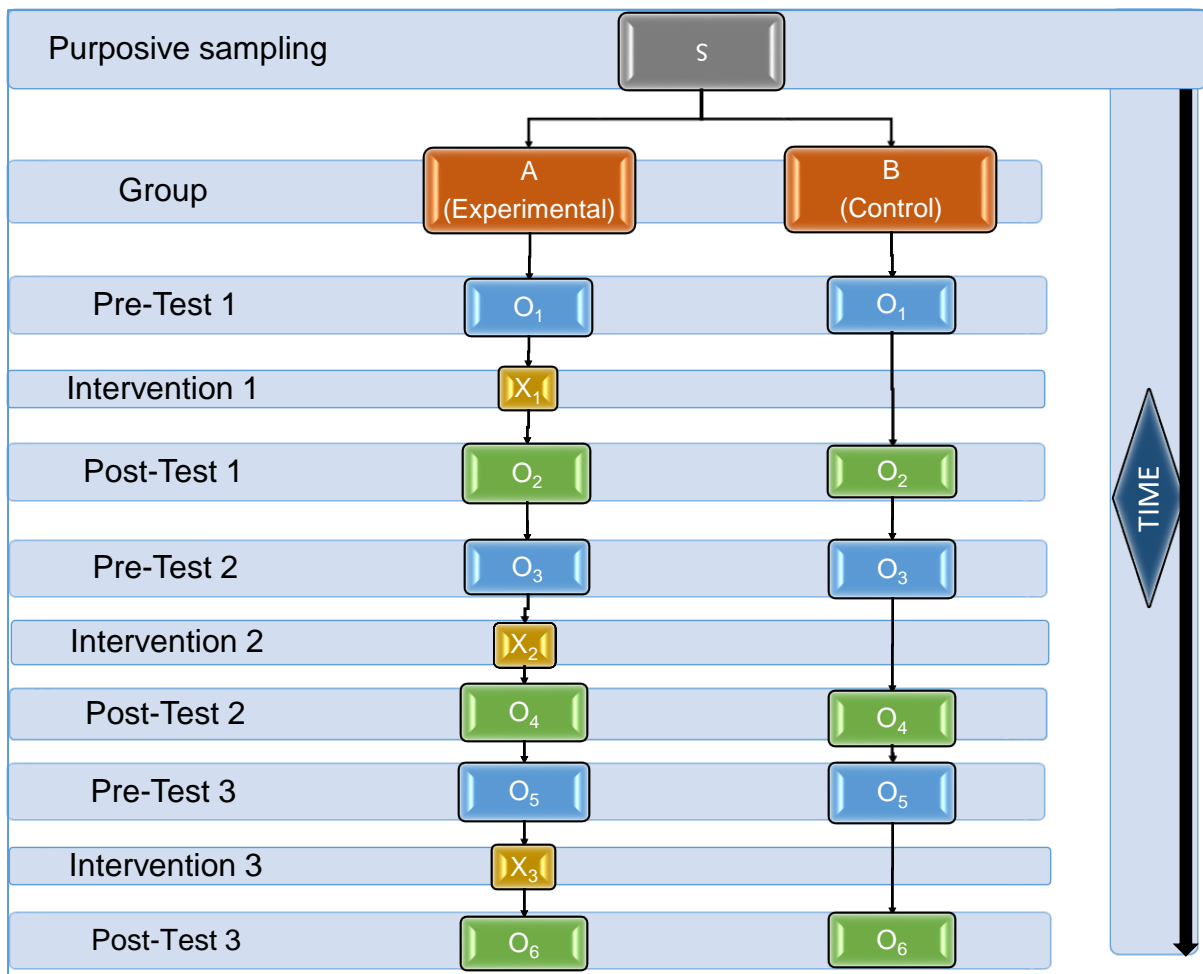 Purposive sampling
S
Group
A
(Experimental)
B
(Control)
Pre-Test 1
O₁
O₁
Intervention 1
X₁
Post-Test 1
O₂
O₂
Pre-Test 2
O₃
O₃
Intervention 2
X₂
Post-Test 2
O₄
O₄
Pre-Test 3
O₅
O₅
Intervention 3
X₃
Post-Test 3
O₆
O₆
TIME